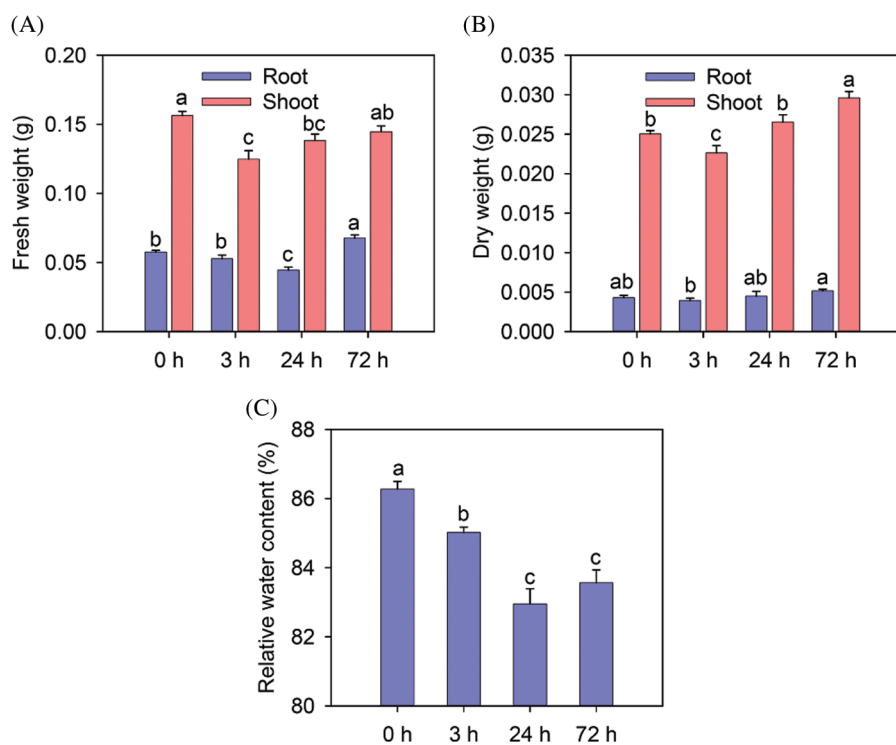 (A)
Fresh weight (g)
0.20
0.15
0.10
0.05
0.00
Root
Shoot
b a
b c
c bc
a ab
0 h 3 h 24 h 72 h
(B)
Dry weight (g)
0.035
0.030
0.025
0.020
0.015
0.010
0.005
0.000
Root
Shoot
ab b
b c
ab b
a a
0 h 3 h 24 h 72 h
(C)
Relative water content (%)
88
86
84
82
80
a
b
c
c
0 h 3 h 24 h 72 h